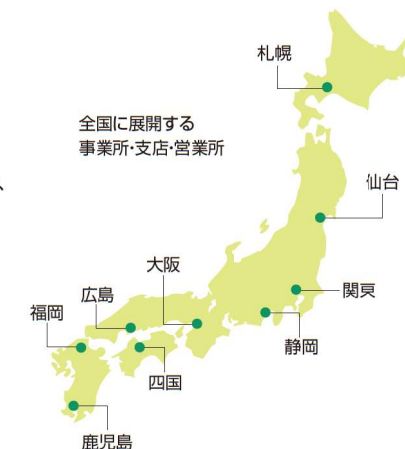 札幌
全国に展開する
事業所・支店・営業所
、
仙台
大阪
関亰
広島
福岡
静岡
四国
鹿児島